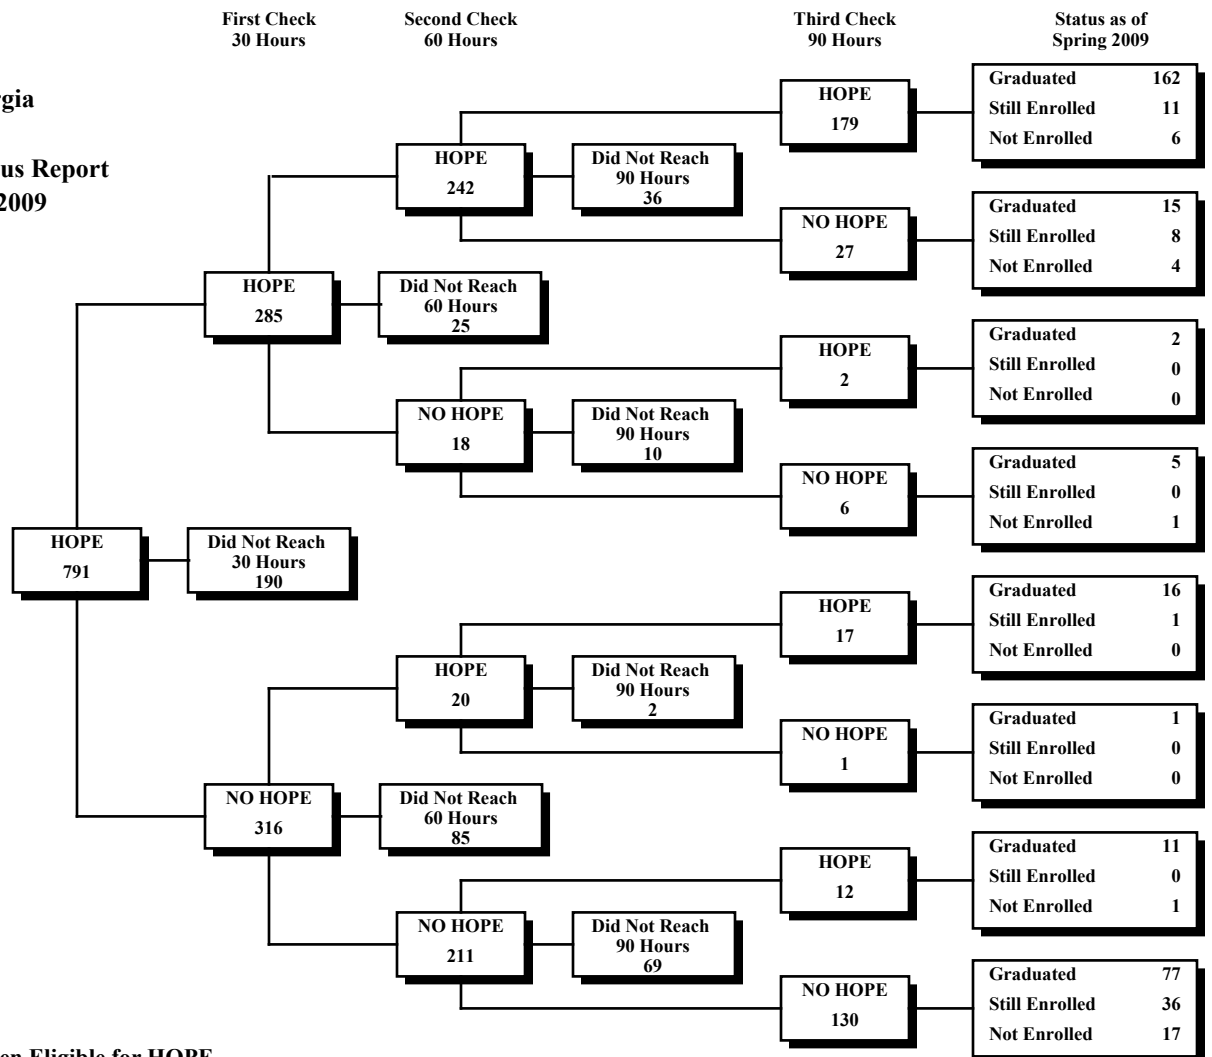 First Check
30 Hours
Second Check
60 Hours
Third Check
90 Hours
Status as of
Spring 2009
rgia
us Report
2009
HOPE
791
Did Not Reach
30 Hours
190
HOPE
285
Did Not Reach
60 Hours
25
NO HOPE
316
Did Not Reach
60 Hours
85
HOPE
242
Did Not Reach
90 Hours
36
NO HOPE
18
Did Not Reach
90 Hours
10
HOPE
20
Did Not Reach
90 Hours
2
NO HOPE
211
Did Not Reach
90 Hours
69
HOPE
179
Graduated 162
Still Enrolled 11
Not Enrolled 6
NO HOPE
27
Graduated 15
Still Enrolled 8
Not Enrolled 4
HOPE
2
Graduated 2
Still Enrolled 0
Not Enrolled 0
NO HOPE
6
Graduated 5
Still Enrolled 0
Not Enrolled 1
HOPE
17
Graduated 16
Still Enrolled 1
Not Enrolled 0
NO HOPE
1
Graduated 1
Still Enrolled 0
Not Enrolled 0
HOPE
12
Graduated 11
Still Enrolled 0
Not Enrolled 1
NO HOPE
130
Graduated 77
Still Enrolled 36
Not Enrolled 17
en Eligible for HOPE